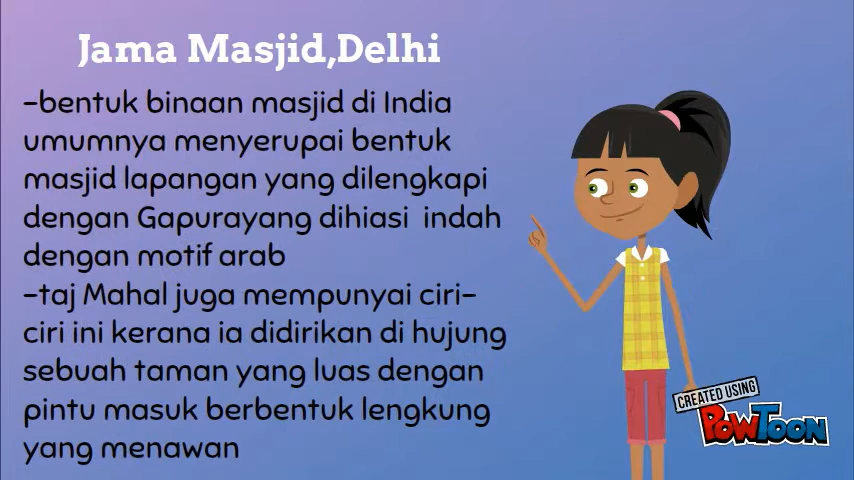 Jama Masjid,Delhi
-bentuk binaan masjid di India
umumnya menyerupai bentuk
masjid lapangan yang dilengkapi
dengan Gapurayang dihiasi indah
dengan motif arab
-taj Mahal juga mempunyai ciri-
ciri ini kerana ia didirikan di hujung
sebuah taman yang luas dengan
pintu masuk berbentuk lengkung
yang menawan
CREATED USING
POWTOON